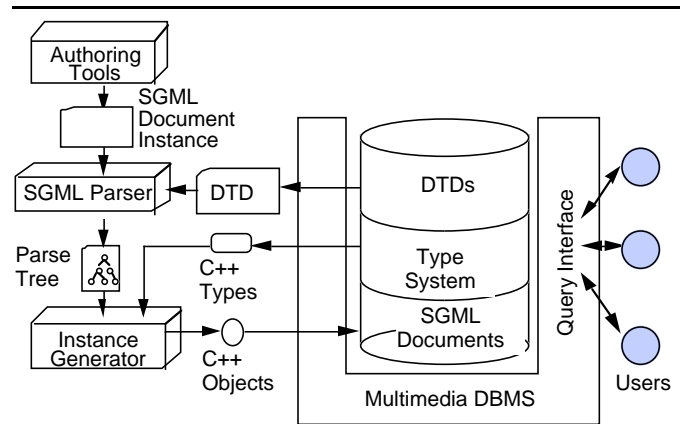 Authoring
Tools
SGML
Document
Instance
SGML Parser
DTD
DTDs
Parse
Tree
C++
Types
Type
System
Instance
Generator
C++
Objects
SGML
Documents
Multimedia DBMS
Query Interface
Users